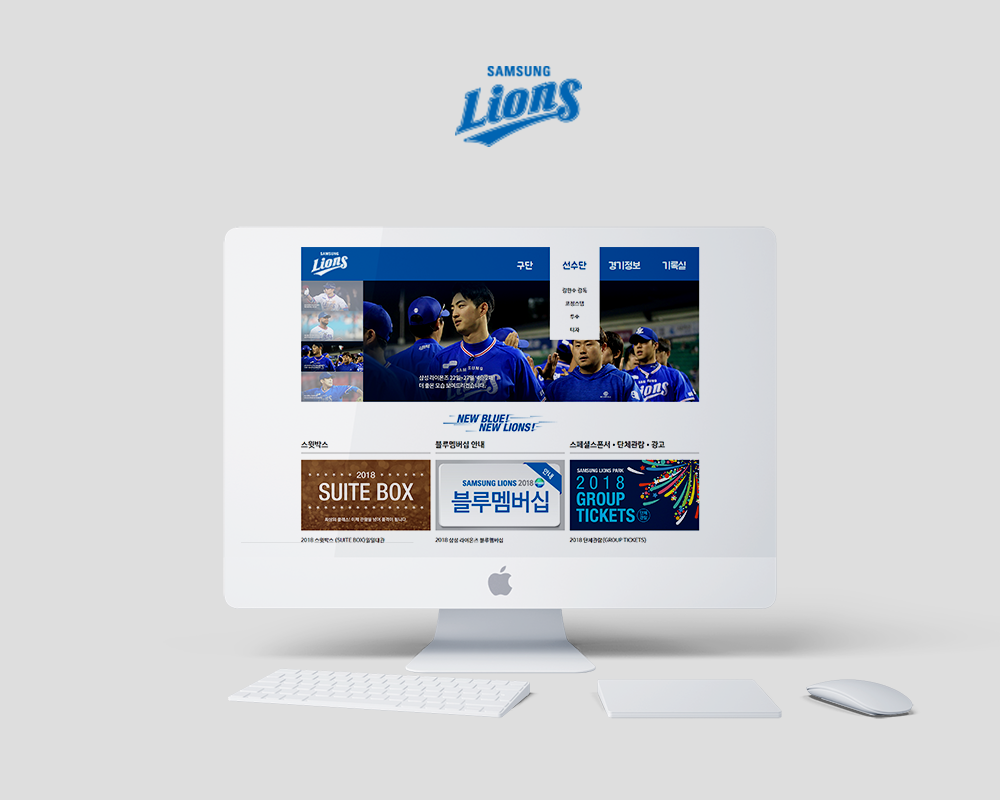 SAMSUNG
Lions
SAMSUNG
Lions
구단
선수단
경기정보
기록실
김한수 감독
코칭스탭
투수
타자
삼성 라이온즈 22일~27일
더 좋은 모습 보여드리겠습니다.
NEW BLUE!
NEW LIONS!
스윗박스
블루멤버십 안내
스페셜스폰서 • 단체관람 • 광고
2018
SUITE BOX
안내
SAMSUNG LIONS 2018
블루멤버십
SAMSUNG LIONS PARK
2018
GROUP
TICKETS
2018 스윗박스 (SUITE BOX)일일대관
2018 삼성 라이온즈 블루멤버십
2018 단체관람(GROUP TICKETS)